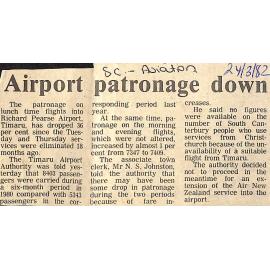 SC. - Aviation
24/3/82
Airport patronage down
The patronage on
lunch time flights into
Richard Pearse Airport,
Timaru, has dropped 36
per cent since the Tues-
day and Thursday ser-
vices were eliminated 18
months ago.
The Timaru Airport
Authority was told yes-
terday that 8403 passen-
gers were carried during
a six-month period in
1980 compared with 5343
passengers in the cor-
responding period last
year.
At the same time, pat-
ronage on the morning
and evening flights,
which were not altered,
increased by almost 1 per
cent from 7347 to 7409.
The associate town
clerk, Mr N. S. Johnston,
told the authority that
there may have been
some drop in patronage
during the two periods
because of fare in-
creases.
He said no figures
were available on the
number of South Can-
terbury people who use
services from Christ-
church because of the un-
availability of a suitable
flight from Timaru.
The authority decided
not to proceed in the
meantime for an
extension of the Air New
Zealand service into the
airport.